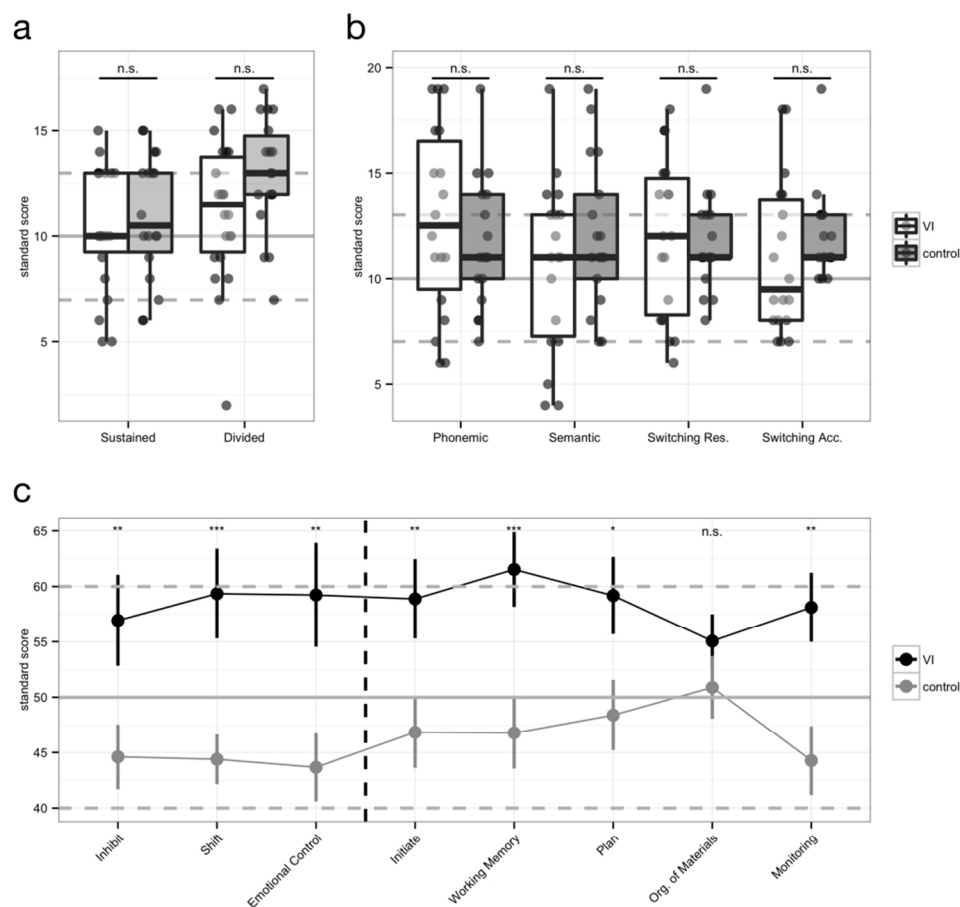 a
b
n.s.
n.s.
n.s.
n.s.
n.s.
n.s.
standard score
15
10
5
Sustained
Divided
standard score
20
15
10
5
Phonemic
Semantic
Switching Res.
Switching Acc.
VI
control
c
standard score
65
60
55
50
45
40
**
***
**
**
***
*
n.s.
**
Inhibit
Shift
Emotional Control
Initiate
Working Memory
Plan
Org. of Materials
Monitoring
VI
control